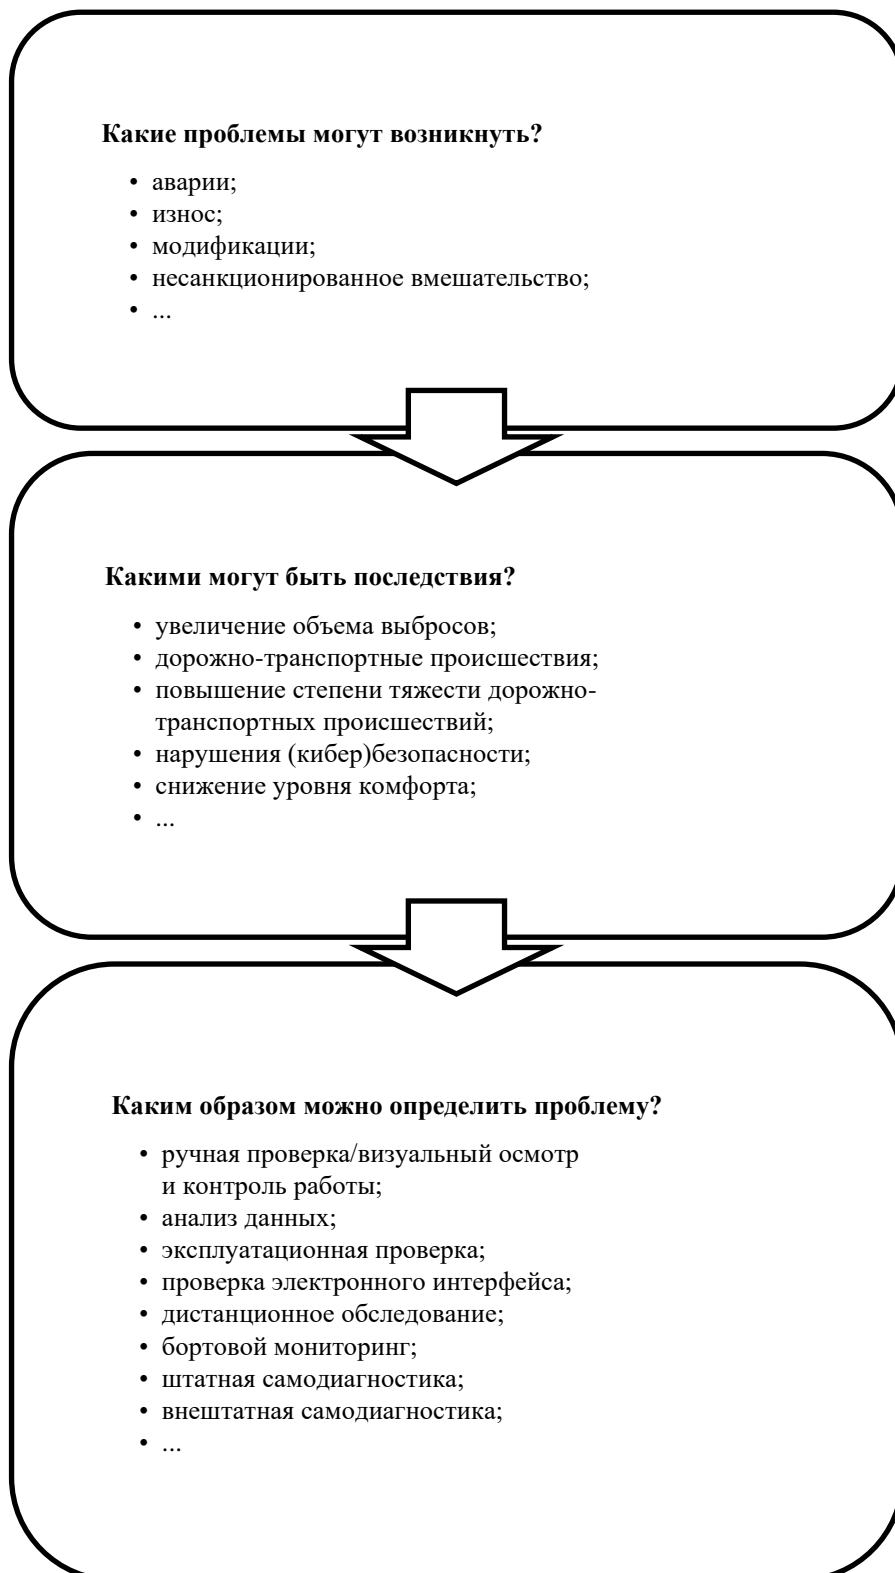 Какие проблемы могут возникнуть?
• аварии;
• износ;
• модификации;
• несанкционированное вмешательство;
• ...
Какими могут быть последствия?
• увеличение объема выбросов;
• дорожно-транспортные происшествия;
• повышение степени тяжести дорожно-
транспортных происшествий;
• нарушения (кибер)безопасности;
• снижение уровня комфорта;
• ...
Каким образом можно определить проблему?
• ручная проверка/визуальный осмотр
и контроль работы;
• анализ данных;
• эксплуатационная проверка;
• проверка электронного интерфейса;
• дистанционное обследование;
• бортовой мониторинг;
• штатная самодиагностика;
• внештатная самодиагностика;
• ...